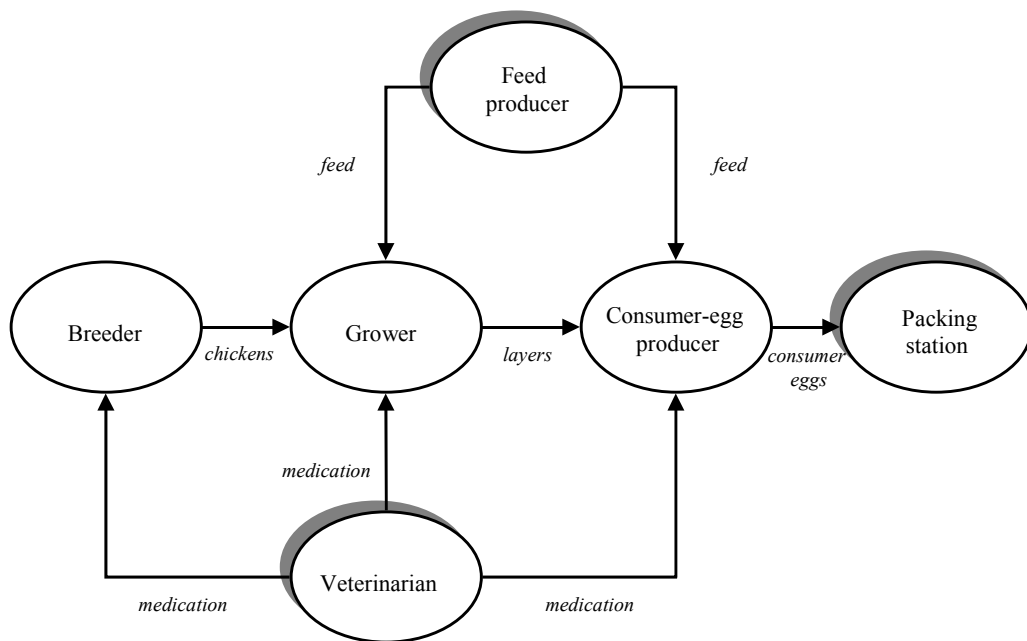 Feed
producer
feed
feed
Breeder
chickens
Grower
layers
Consumer-egg
producer
consumer
eggs
Packing
station
medication
Veterinarian
medication
medication